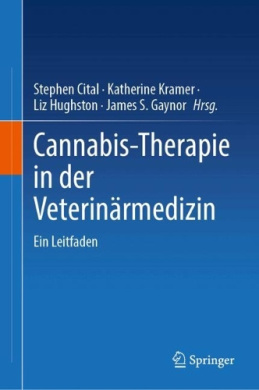 Stephen Cital · Katherine Kramer ·
Liz Hughston · James S. Gaynor Hrsg.
Cannabis-Therapie
in der
Veterinärmedizin
Ein Leitfaden
Springer